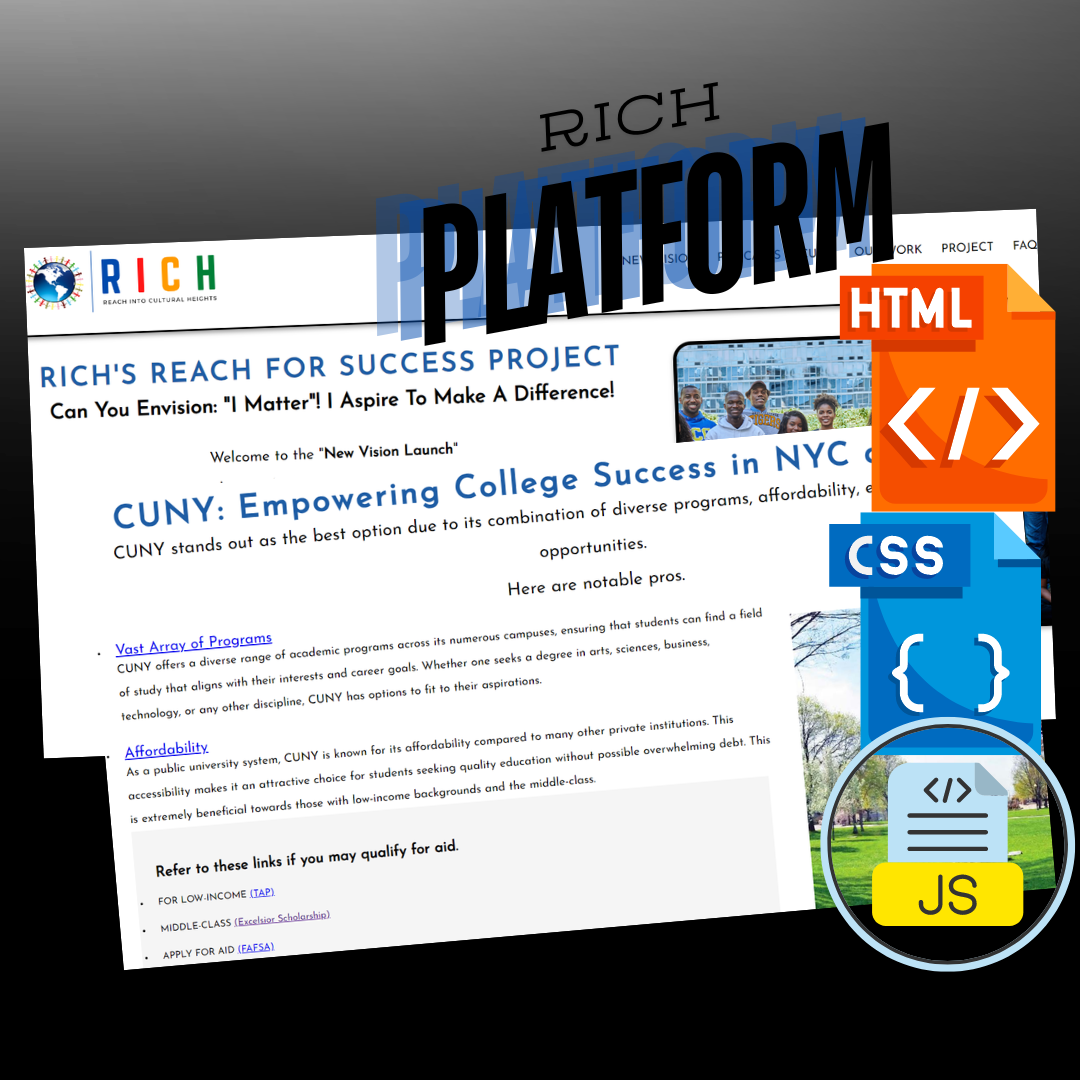 RICH
PLATFORM
RICH
REACH INTO CULTURAL HEIGHTS
NEW VISIO
WORK
PROJECT
FAQ
HTML
</>
RICH'S REACH FOR SUCCESS PROJECT
Can You Envision: "I Matter"! I Aspire To Make A Difference!
Welcome to the "New Vision Launch"
CUNY: Empowering College Success in NYC
CUNY stands out as the best option due to its combination of diverse programs, affordability,
opportunities.
Here are notable pros.
CSS
{ }
Vast Array of Programs
CUNY offers a diverse range of academic programs across its numerous campuses, ensuring that students can find a field
of study that aligns with their interests and career goals. Whether one seeks a degree in arts, sciences, business,
technology, or any other discipline, CUNY has options to fit to their aspirations.
Affordability
As a public university system, CUNY is known for its affordability compared to many other private institutions. This
accessibility makes it an attractive choice for students seeking quality education without possible overwhelming debt. This
is extremely beneficial towards those with low-income backgrounds and the middle-class.
Refer to these links if you may qualify for aid.
FOR LOW-INCOME (TAP)
MIDDLE-CLASS (Excelsior Scholarship)
APPLY FOR AID (FAFSA)
</>
JS